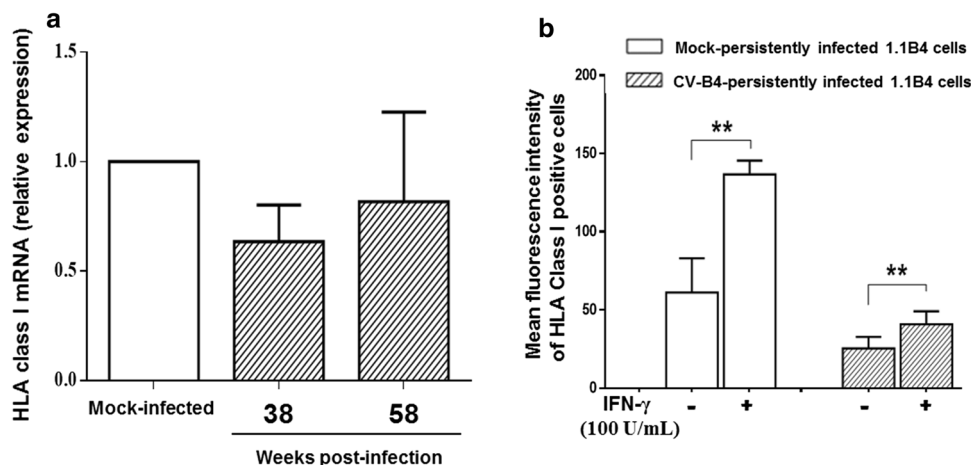 a
HLA class I mRNA (relative expression)
1.5
1.0
0.5
0.0
Mock-infected
38
58
Weeks post-infection
b
Mock-persistently infected 1.1B4 cells
CV-B4-persistently infected 1.1B4 cells
Mean fluorescence intensity
of HLA Class I positive cells
200
150
100
50
0
**
**
IFN-γ - + - +
(100 U/mL)